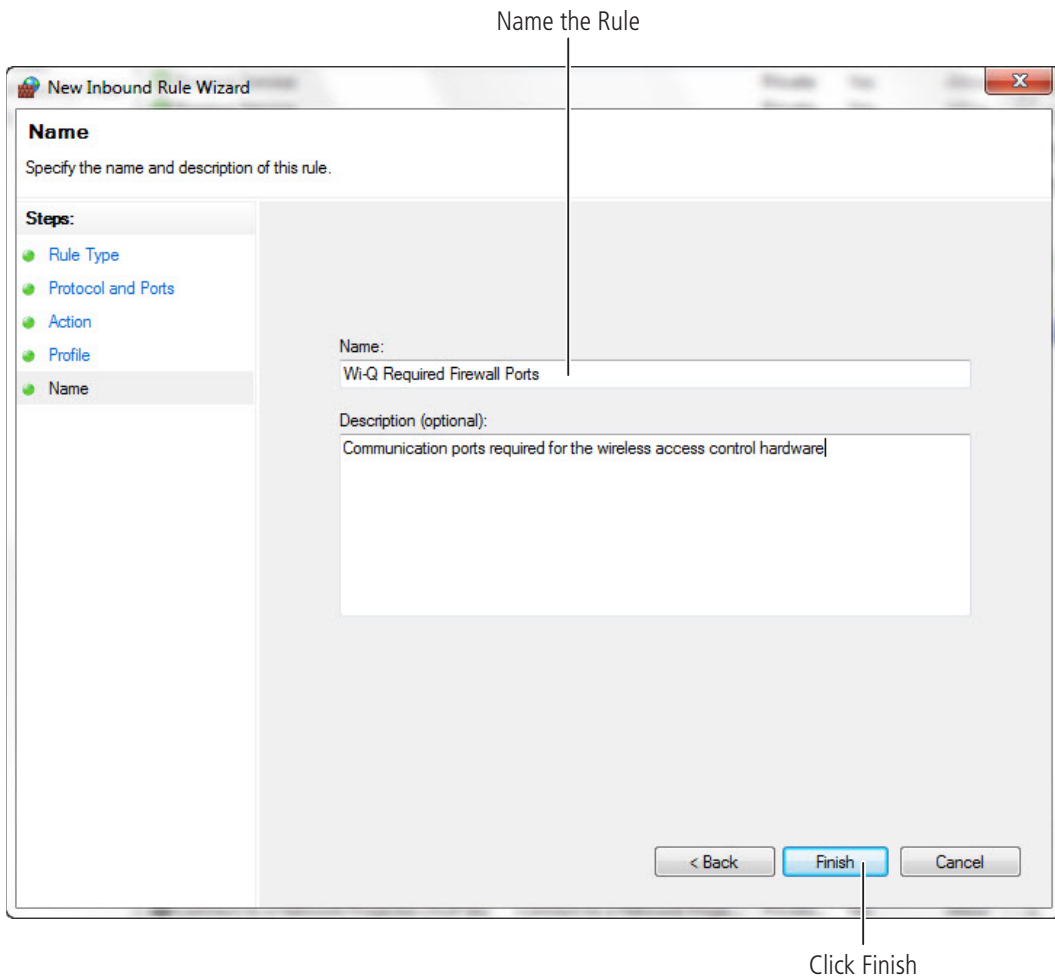 Name the Rule
New Inbound Rule Wizard
Name
Specify the name and description of this rule.
Steps:
Rule Type
Protocol and Ports
Action
Profile
Name
Name:
Wi-Q Required Firewall Ports
Description (optional):
Communication ports required for the wireless access control hardware
< Back Finish Cancel
Click Finish